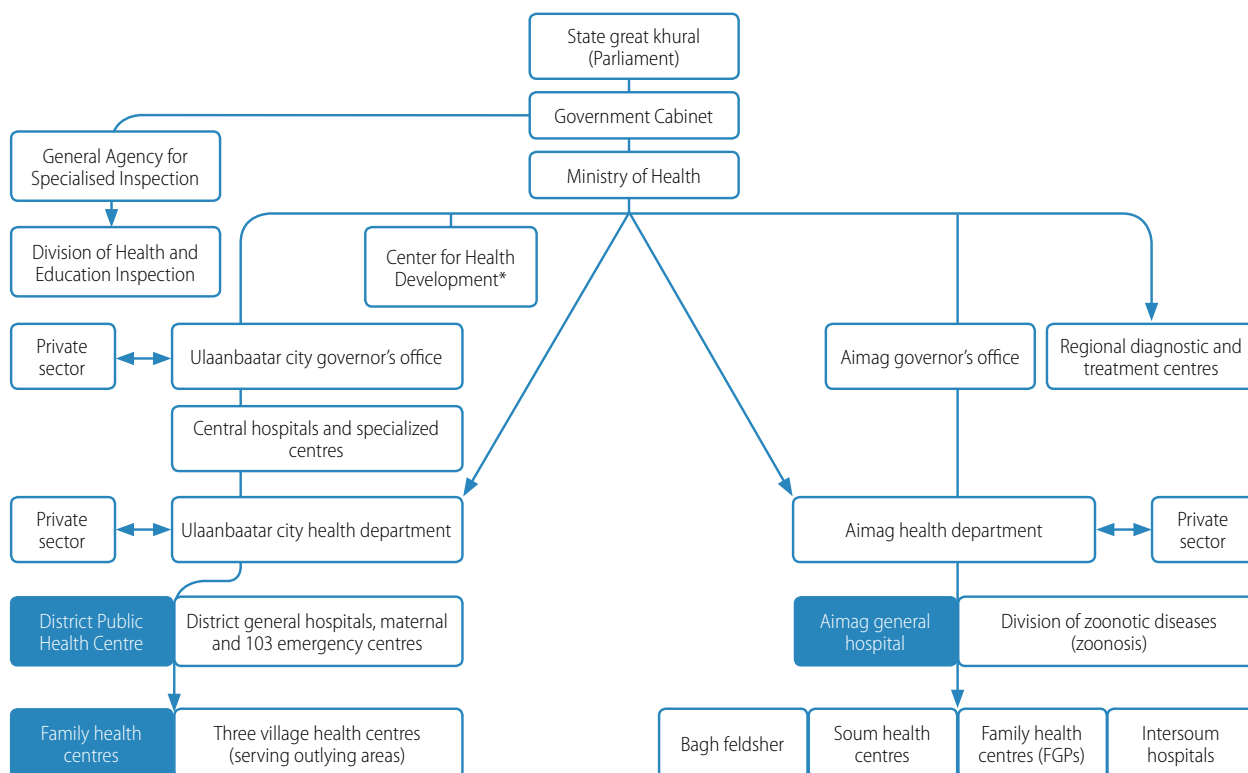 State great khural
(Parliament)
Government Cabinet
General Agency for
Specialised Inspection
Ministry of Health
Division of Health and
Education Inspection
Center for Health
Development*
Private
sector
Ulaanbaatar city governor's office
Aimag governor's office
Regional diagnostic and
treatment centres
Central hospitals and specialized
centres
Private
sector
Ulaanbaatar city health department
Aimag health department
Private
sector
District Public
Health Centre
District general hospitals, maternal
and 103 emergency centres
Aimag general
hospital
Division of zoonotic diseases
(zoonosis)
Family health
centres
Three village health centres
(serving outlying areas)
Bagh feldsher
Soum health
centres
Family health
centres (FGPs)
Intersoum
hospitals